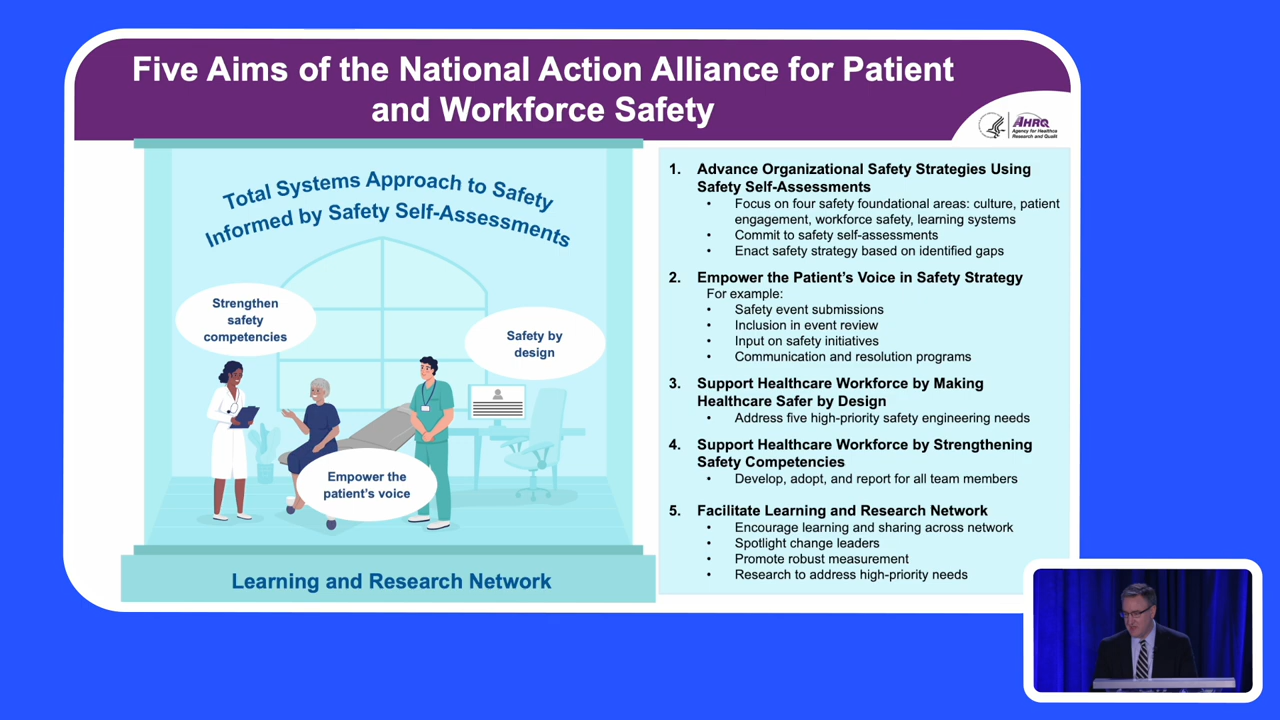 Five Aims of the National Action Alliance for Patient
and Workforce Safety
AHRQ
Agency for Healthcare
Research and Qualit
Total Systems Approach to Safety
Informed by Safety Self-Assessments
Strengthen
safety
competencies
Safety by
design
Empower the
patient's voice
Learning and Research Network
1. Advance Organizational Safety Strategies Using
Safety Self-Assessments
• Focus on four safety foundational areas: culture, patient
engagement, workforce safety, learning systems
• Commit to safety self-assessments
• Enact safety strategy based on identified gaps
2. Empower the Patient's Voice in Safety Strategy
For example:
• Safety event submissions
• Inclusion in event review
• Input on safety initiatives
• Communication and resolution programs
3. Support Healthcare Workforce by Making
Healthcare Safer by Design
• Address five high-priority safety engineering needs
4. Support Healthcare Workforce by Strengthening
Safety Competencies
• Develop, adopt, and report for all team members
5. Facilitate Learning and Research Network
• Encourage learning and sharing across network
• Spotlight change leaders
• Promote robust measurement
• Research to address high-priority needs